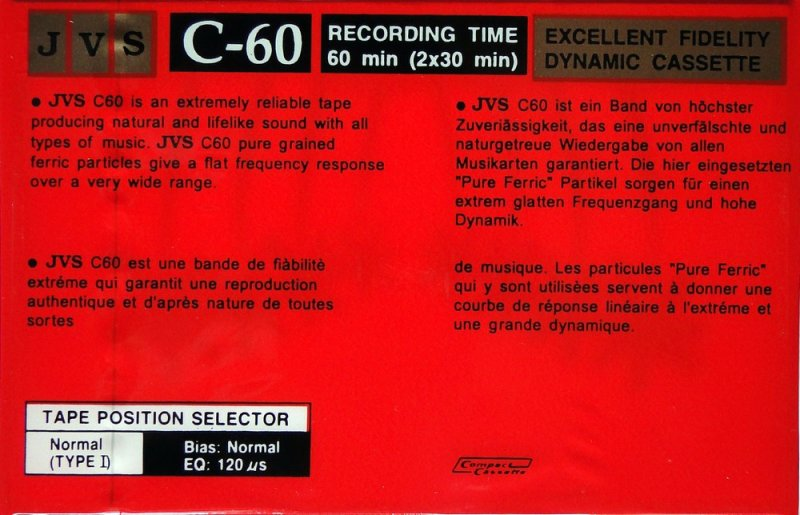 JVS
C-60
RECORDING TIME
60 min (2x30 min)
EXCELLENT FIDELITY
DYNAMIC CASSETTE
• JVS C60 is an extremely reliable tape
producing natural and lifelike sound with all
types of music. JVS C60 pure grained
ferric particles give a flat frequency response
over a very wide range.
• JVS C60 ist ein Band von höchster
Zuveriässigkeit, das eine unverfälschte und
naturgetreue Wiedergabe von allen
Musikarten garantiert. Die hier eingesetzten
"Pure Ferric" Partikel sorgen für einen
extrem glatten Frequenzgang und hohe
Dynamik.
• JVS C60 est une bande de fiàbilitè
extréme qui garantit une reproduction
authentique et d'après nature de toutes
sortes
de musique. Les particules "Pure Ferric"
qui y sont utilisèes servent à donner une
courbe de réponse linéaire à l'extréme et
une grande dynamique.
TAPE POSITION SELECTOR
Normal
(TYPE I)
Bias: Normal
EQ: 120 µs
Compact
Cassette